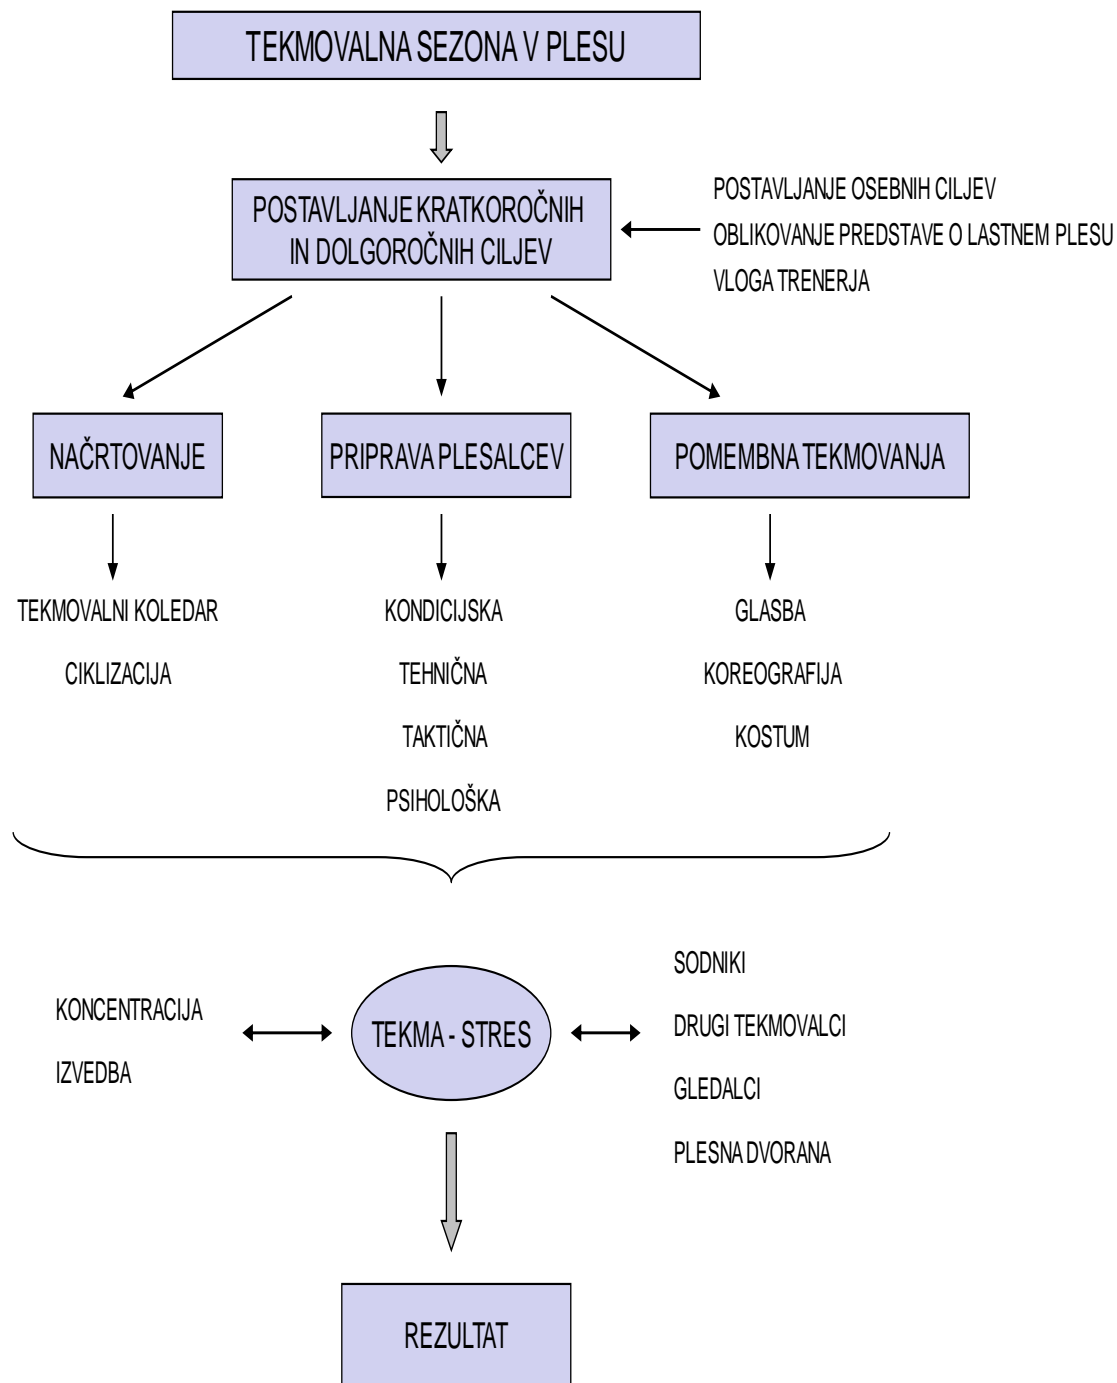 TEKMOVALNA SEZONA V PLESU
POSTAVLJANJE KRATKOROČNIH
IN DOLGOROČNIH CILJEV
POSTAVLJANJE OSEBNIH CILJEV
OBLIKOVANJE PREDSTAVE O LASTNEM PLESU
VLOGA TRENERJA
NAČRTOVANJE
PRIPRAVA PLESALCEV
POMEMBNA TEKMOVANJA
TEKMOVALNI KOLEDAR
CIKLIZACIJA
KONDICIJSKA
TEHNIČNA
TAKTIČNA
PSIHOLOŠKA
GLASBA
KOREOGRAFIJA
KOSTUM
KONCENTRACIJA
IZVEDBA
TEKMA - STRES
SODNIKI
DRUGI TEKMOVALCI
GLEDALCI
PLESNA DVORANA
REZULTAT